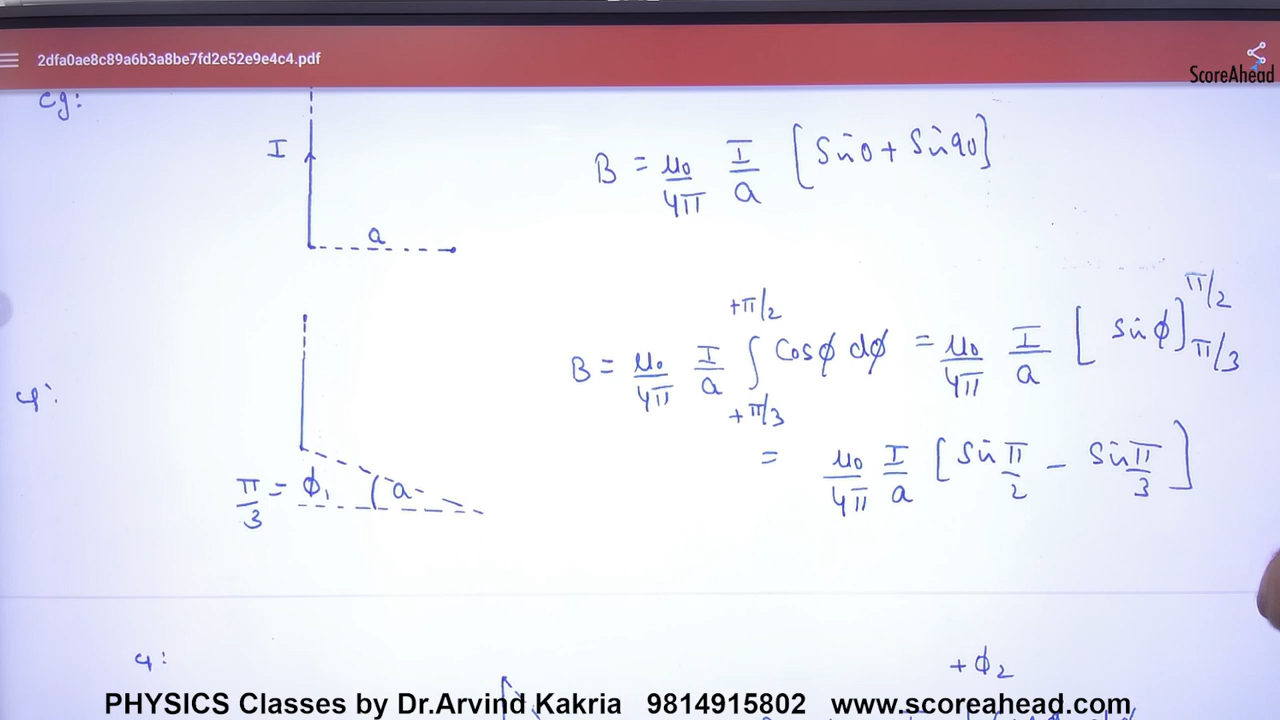 2dfa0ae8c89a6b3a8be7fd2e52e9e4c4.pdf
ScoreAhead
eg:
I
a
B = μ₀/4π I/a [Sin0 + Sin90]
B = μ₀/4π I/a ∫_{+π/3}^{+π/2} Cosϕ dϕ = μ₀/4π I/a [Sinϕ]_{π/3}^{π/2}
π/3 = ϕ₁
a
= μ₀/4π I/a [Sin π/2 − Sin π/3]
+ϕ₂
PHYSICS Classes by Dr.Arvind Kakria 9814915802 www.scoreahead.com